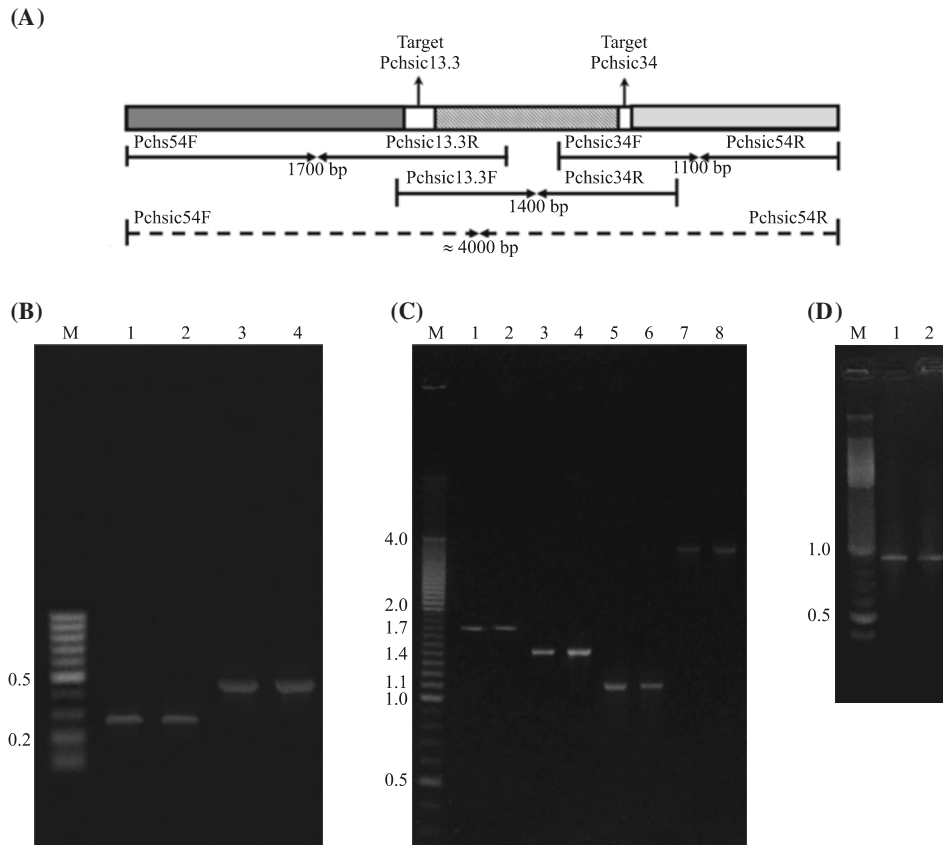 (A)
Target
Pchsic13.3
Target
Pchsic34
Pchs54F
Pchsic13.3R
Pchsic34F
Pchsic54R
1700 bp
1100 bp
Pchsic13.3F
Pchsic34R
1400 bp
Pchsic54F
Pchsic54R
≈ 4000 bp
(B)
M 1 2 3 4
0.5
0.2
(C)
M 1 2 3 4 5 6 7 8
4.0
2.0
1.7
1.4
1.1
1.0
0.5
(D)
M 1 2
1.0
0.5